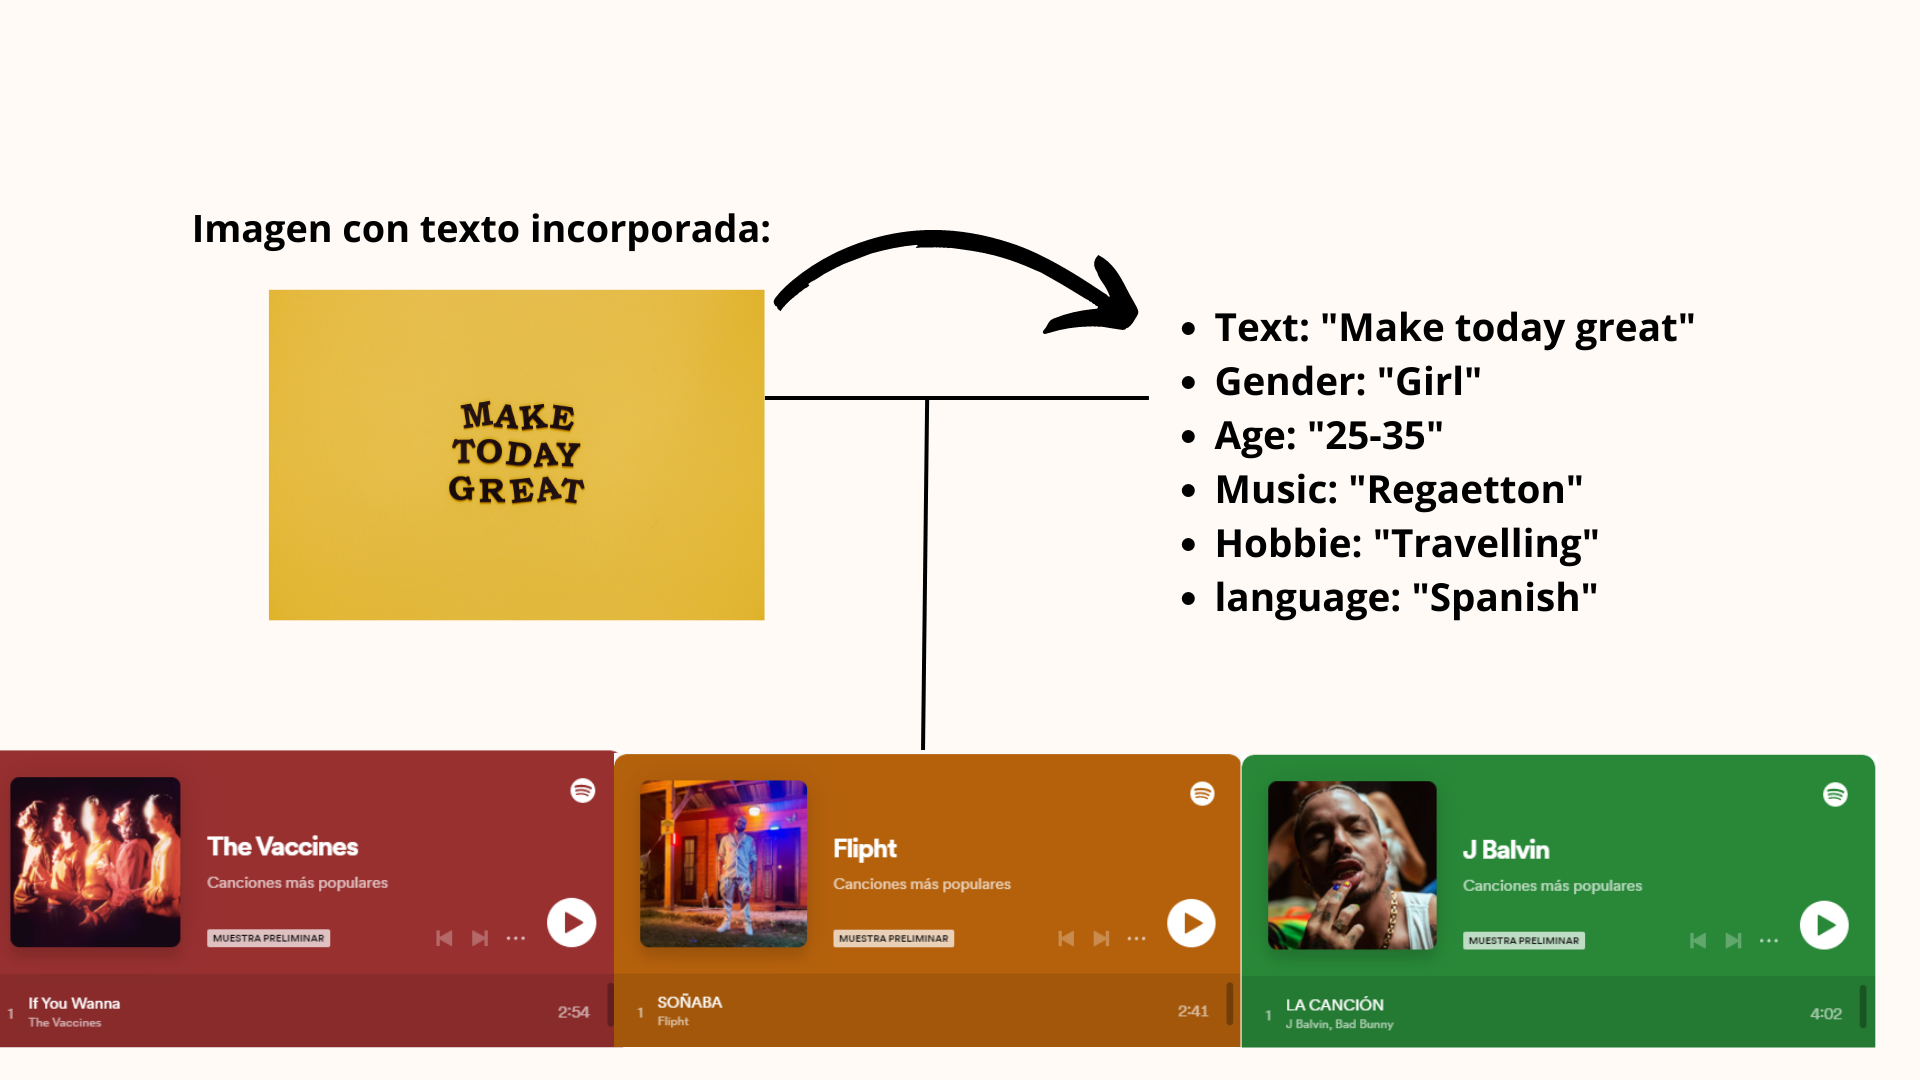 Imagen con texto incorporada:
MAKE
TODAY
GREAT
Text: "Make today great"
Gender: "Girl"
Age: "25-35"
Music: "Regaetton"
Hobbie: "Travelling"
language: "Spanish"
The Vaccines
Canciones más populares
MUESTRA PRELIMINAR
1 If You Wanna 2:54
The Vaccines
Flipht
Canciones más populares
MUESTRA PRELIMINAR
1 SOÑABA 2:41
Flipht
J Balvin
Canciones más populares
MUESTRA PRELIMINAR
1 LA CANCIÓN 4:02
J Balvin, Bad Bunny